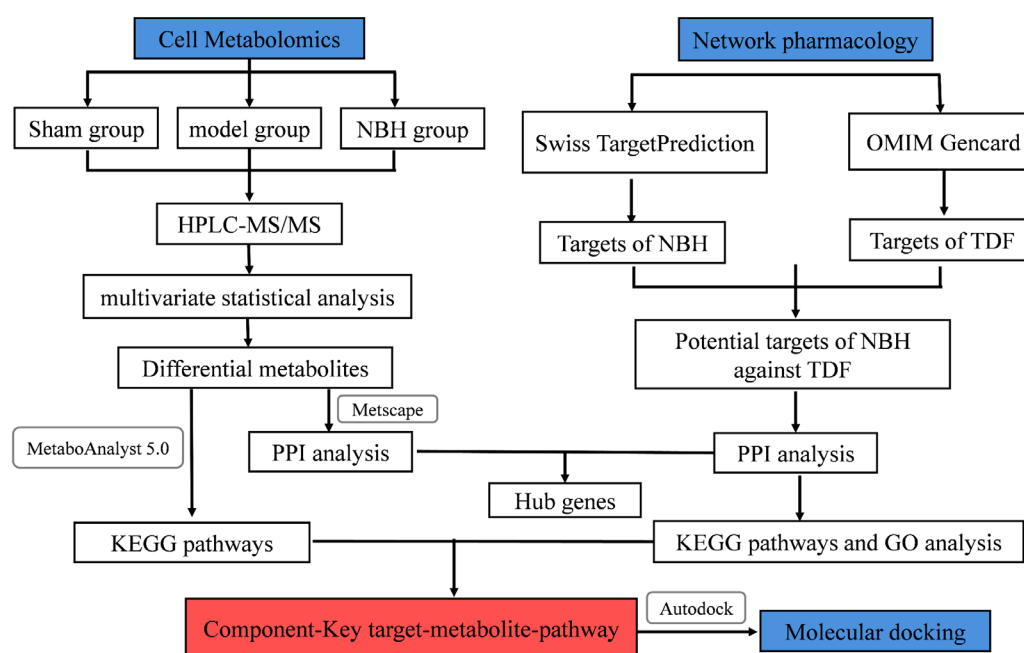 Cell Metabolomics
Network pharmacology
Sham group
model group
NBH group
Swiss TargetPrediction
OMIM Gencard
HPLC-MS/MS
Targets of NBH
Targets of TDF
multivariate statistical analysis
Potential targets of NBH
against TDF
Differential metabolites
Metscape
MetaboAnalyst 5.0
PPI analysis
PPI analysis
Hub genes
KEGG pathways
KEGG pathways and GO analysis
Autodock
Component-Key target-metabolite-pathway
Molecular docking